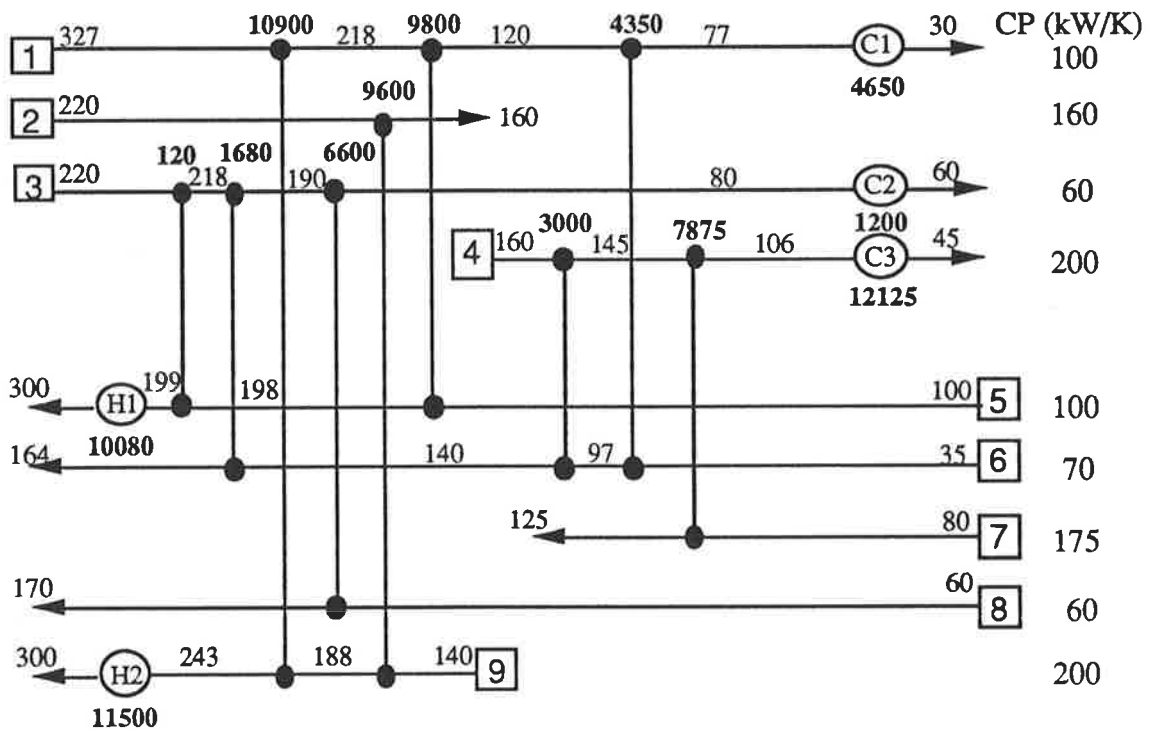 10900 9800 4350 30 CP (kW/K)
1 327 218 120 77 C1 100
4650
9600
2 220 160 160
120 1680 6600
3 220 218 190 80 C2 60 60
1200
3000 7875
4 160 145 106 C3 45 200
12125
300 H1 199 198 100 5 100
10080
164 140 97 35 6 70
125 80 7 175
170 60 8 60
300 H2 243 188 140 9 200
11500